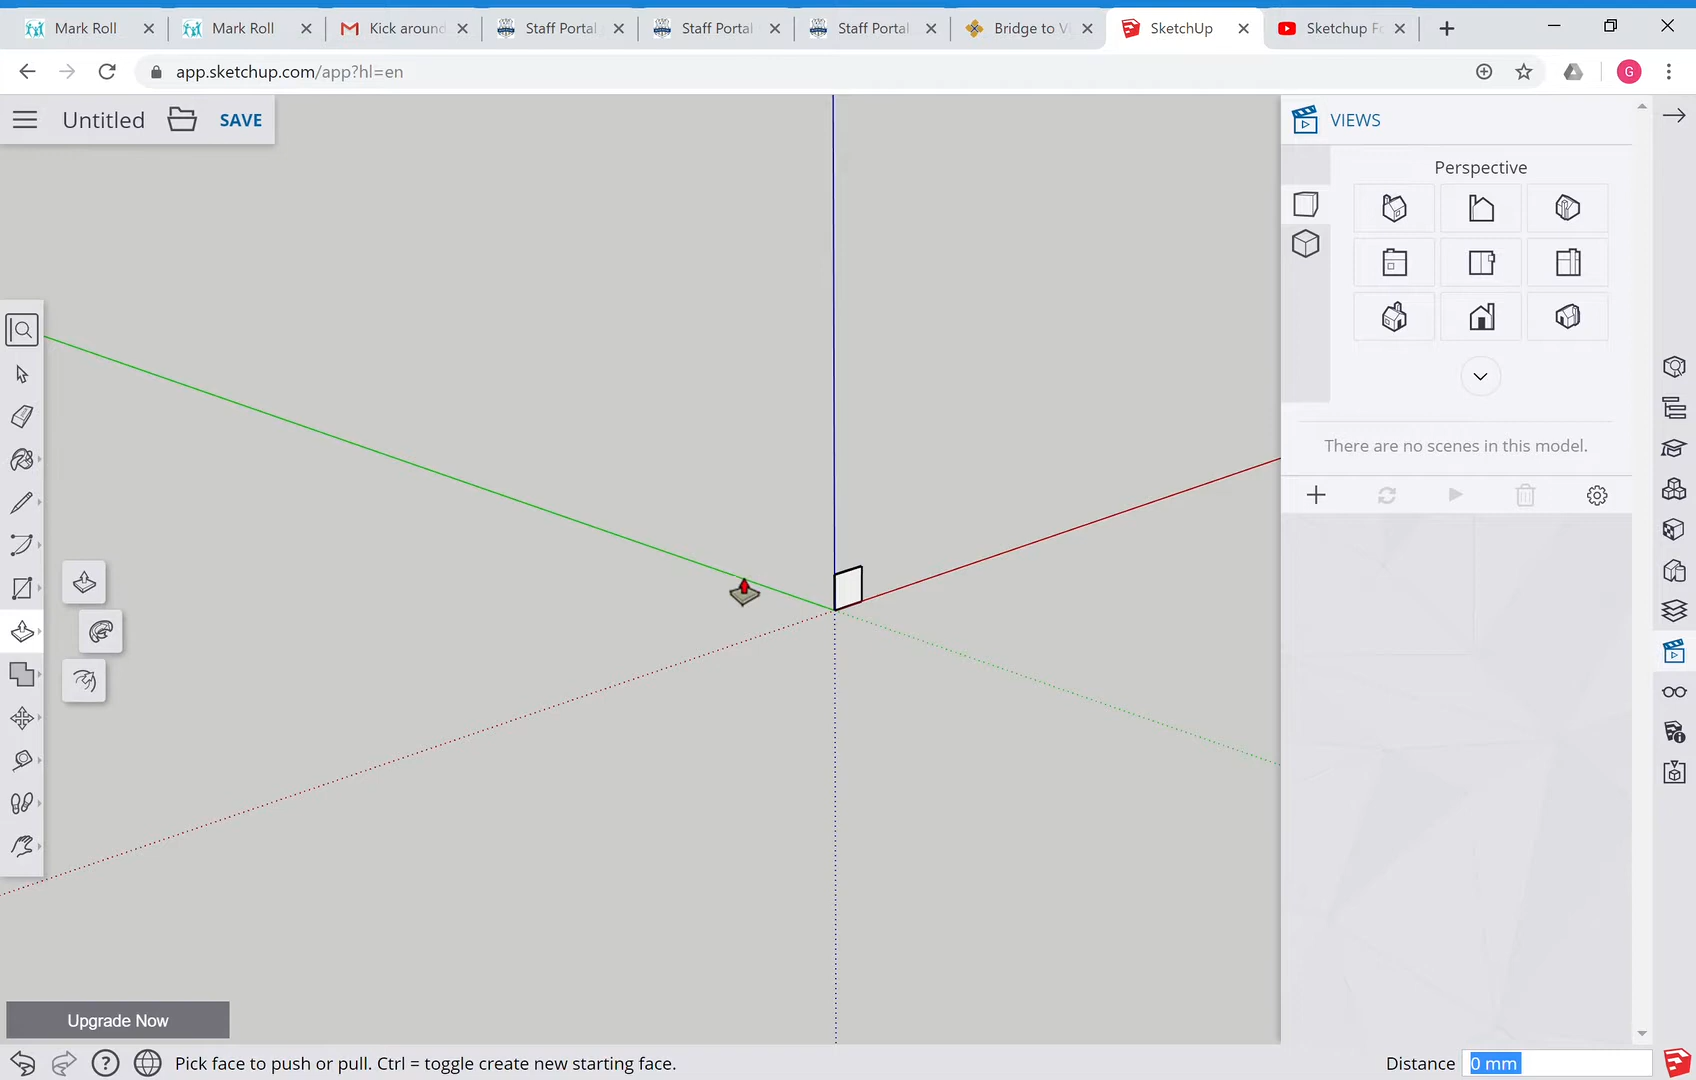 Mark Roll
Mark Roll
Kick around
Staff Portal
Staff Portal
Staff Portal
Bridge to Vi
SketchUp
Sketchup Fo
app.sketchup.com/app?hl=en
G
Untitled
SAVE
VIEWS
Perspective
There are no scenes in this model.
Upgrade Now
Pick face to push or pull. Ctrl = toggle create new starting face.
Distance
0 mm